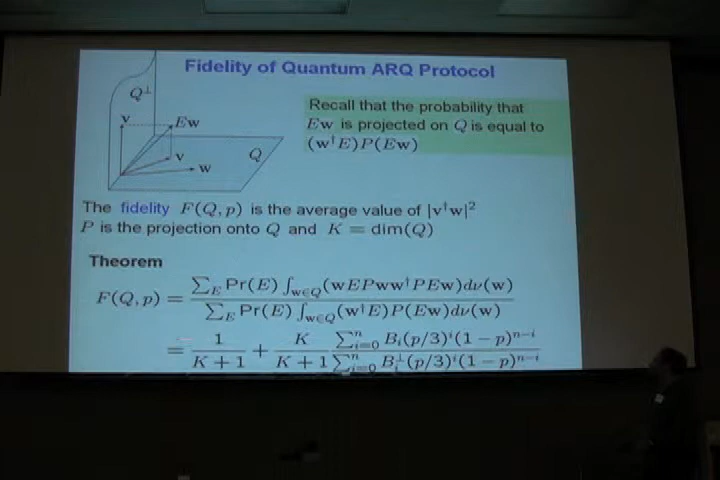 Fidelity of Quantum ARQ Protocol
Q⊥
v
Ew
v
w
Q
Recall that the probability that
Ew is projected on Q is equal to
(w†E)P(Ew)
The fidelity F(Q,p) is the average value of |v†w|²
P is the projection onto Q and K = dim(Q)
Theorem
F(Q,p) = ∑_E Pr(E) ∫_{w∈Q} (wEPww†PEw)dν(w) / ∑_E Pr(E) ∫_{w∈Q} (w†E)P(Ew)dν(w)
= 1/(K+1) + K/(K+1) ∑_{i=0}^n B_i(p/3)^i(1−p)^{n−i} / ∑_{i=0}^n B_i^⊥(p/3)^i(1−p)^{n−i}